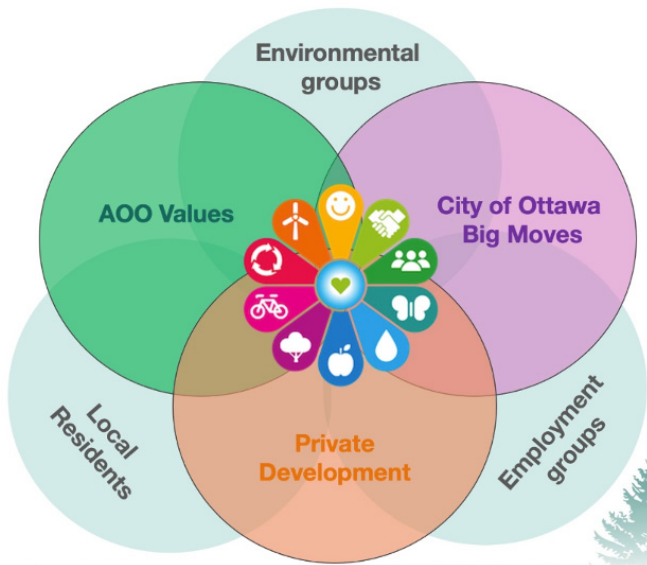 Environmental
groups
AOO Values
City of Ottawa
Big Moves
Local
Residents
Private
Development
Employment
groups